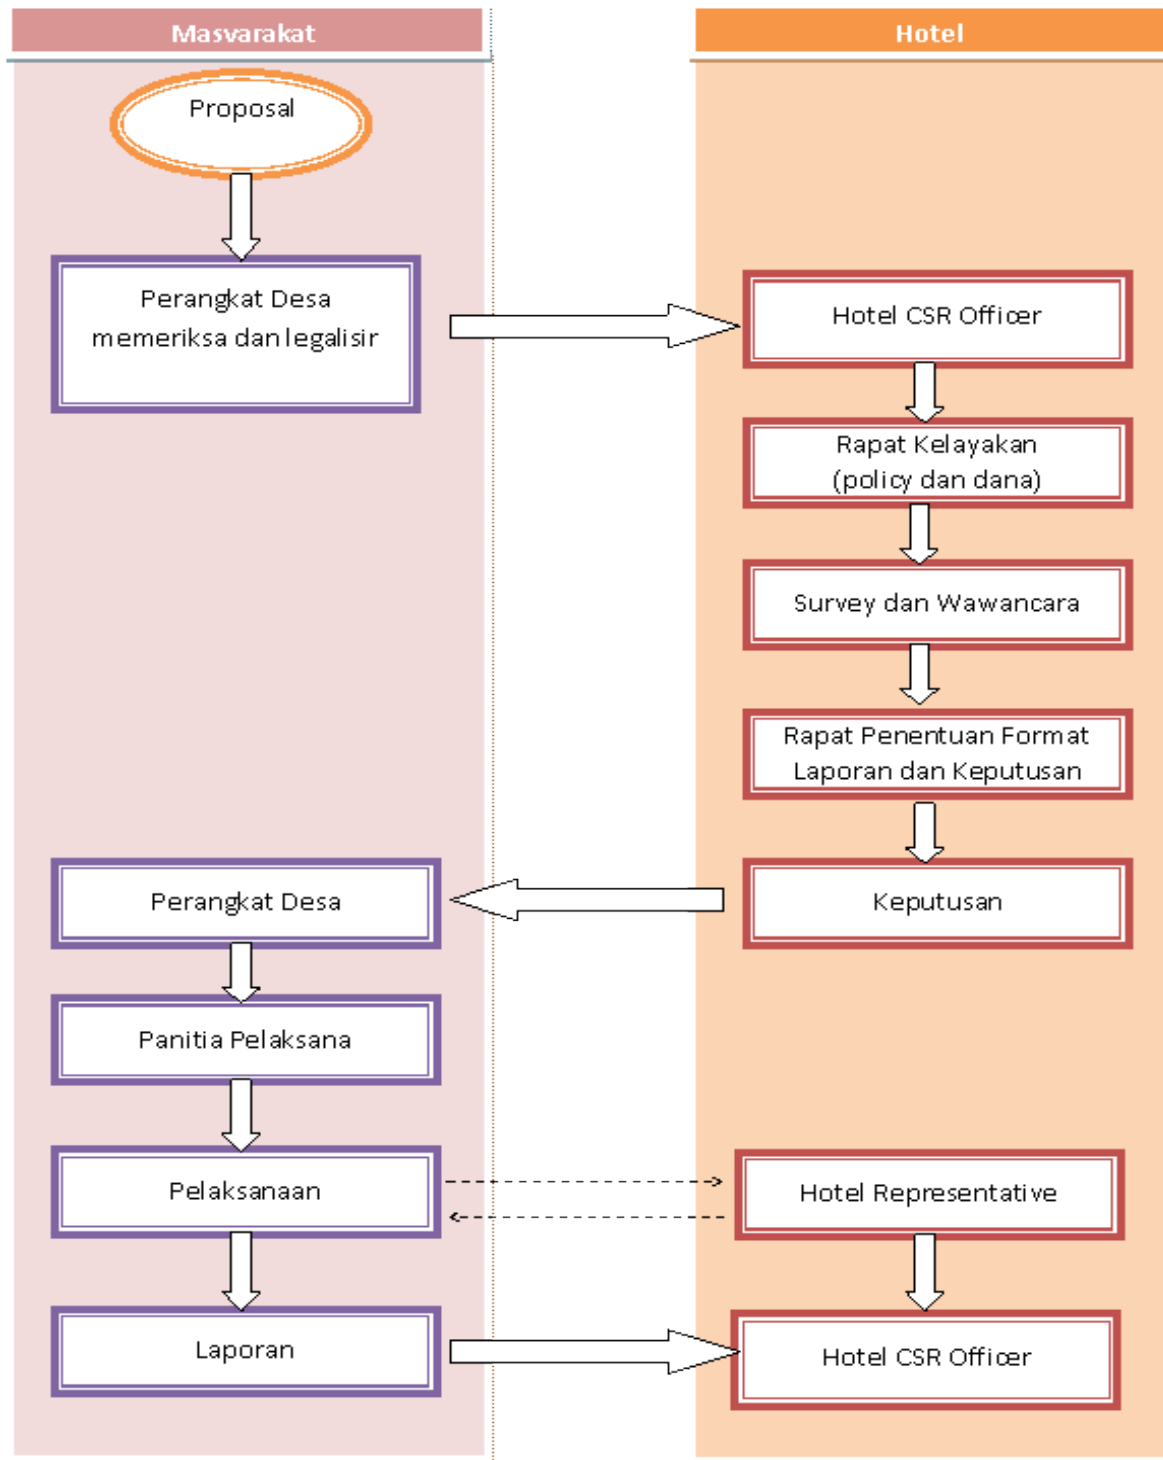 Masvarakat
Hotel
Proposal
Perangkat Desa
memeriksa dan legalisir
Hotel CSR Officer
Rapat Kelayakan
(policy dan dana)
Survey dan Wawancara
Rapat Penentuan Format
Laporan dan Keputusan
Perangkat Desa
Keputusan
Panitia Pelaksana
Pelaksanaan
Hotel Representative
Laporan
Hotel CSR Officer